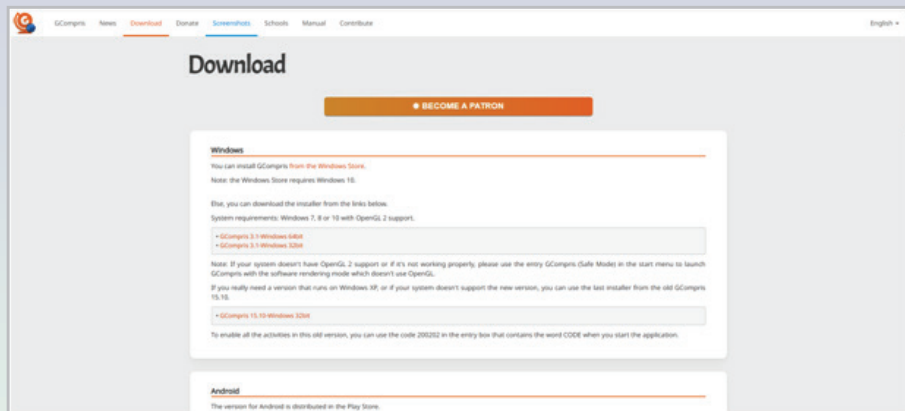 GCompris News Download Donate Screenshots Schools Manual Contribute English
Download
BECOME A PATRON
Windows
You can install GCompris from the Windows Store.
Note: the Windows Store requires Windows 10.
Else, you can download the installer from the links below.
System requirements: Windows 7, 8 or 10 with OpenGL 2 support.
• GCompris 3.1-Windows 64bit
• GCompris 3.1-Windows 32bit
Note: If your system doesn't have OpenGL 2 support or if it's not working properly, please use the entry GCompris (Safe Mode) in the start menu to launch
GCompris with the software rendering mode which doesn't use OpenGL.
If you really need a version that runs on Windows XP, or if your system doesn't support the new version, you can use the last installer from the old GCompris
15.10.
• GCompris 15.10-Windows 32bit
To enable all the activities in this old version, you can use the code 200202 in the entry box that contains the word CODE when you start the application.
Android
The version for Android is distributed in the Play Store.